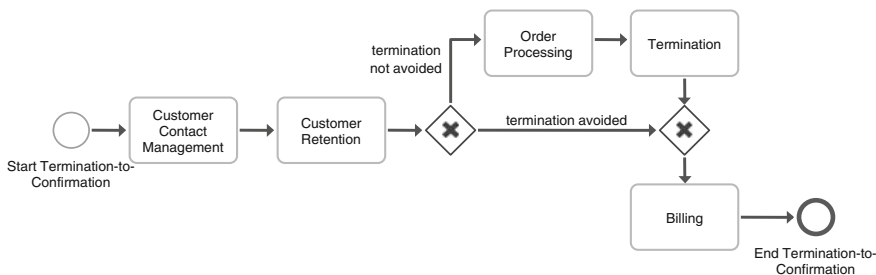 Order
Processing
Termination
termination
not avoided
Customer
Contact
Management
Customer
Retention
termination avoided
Start Termination-to-
Confirmation
Billing
End Termination-to-
Confirmation